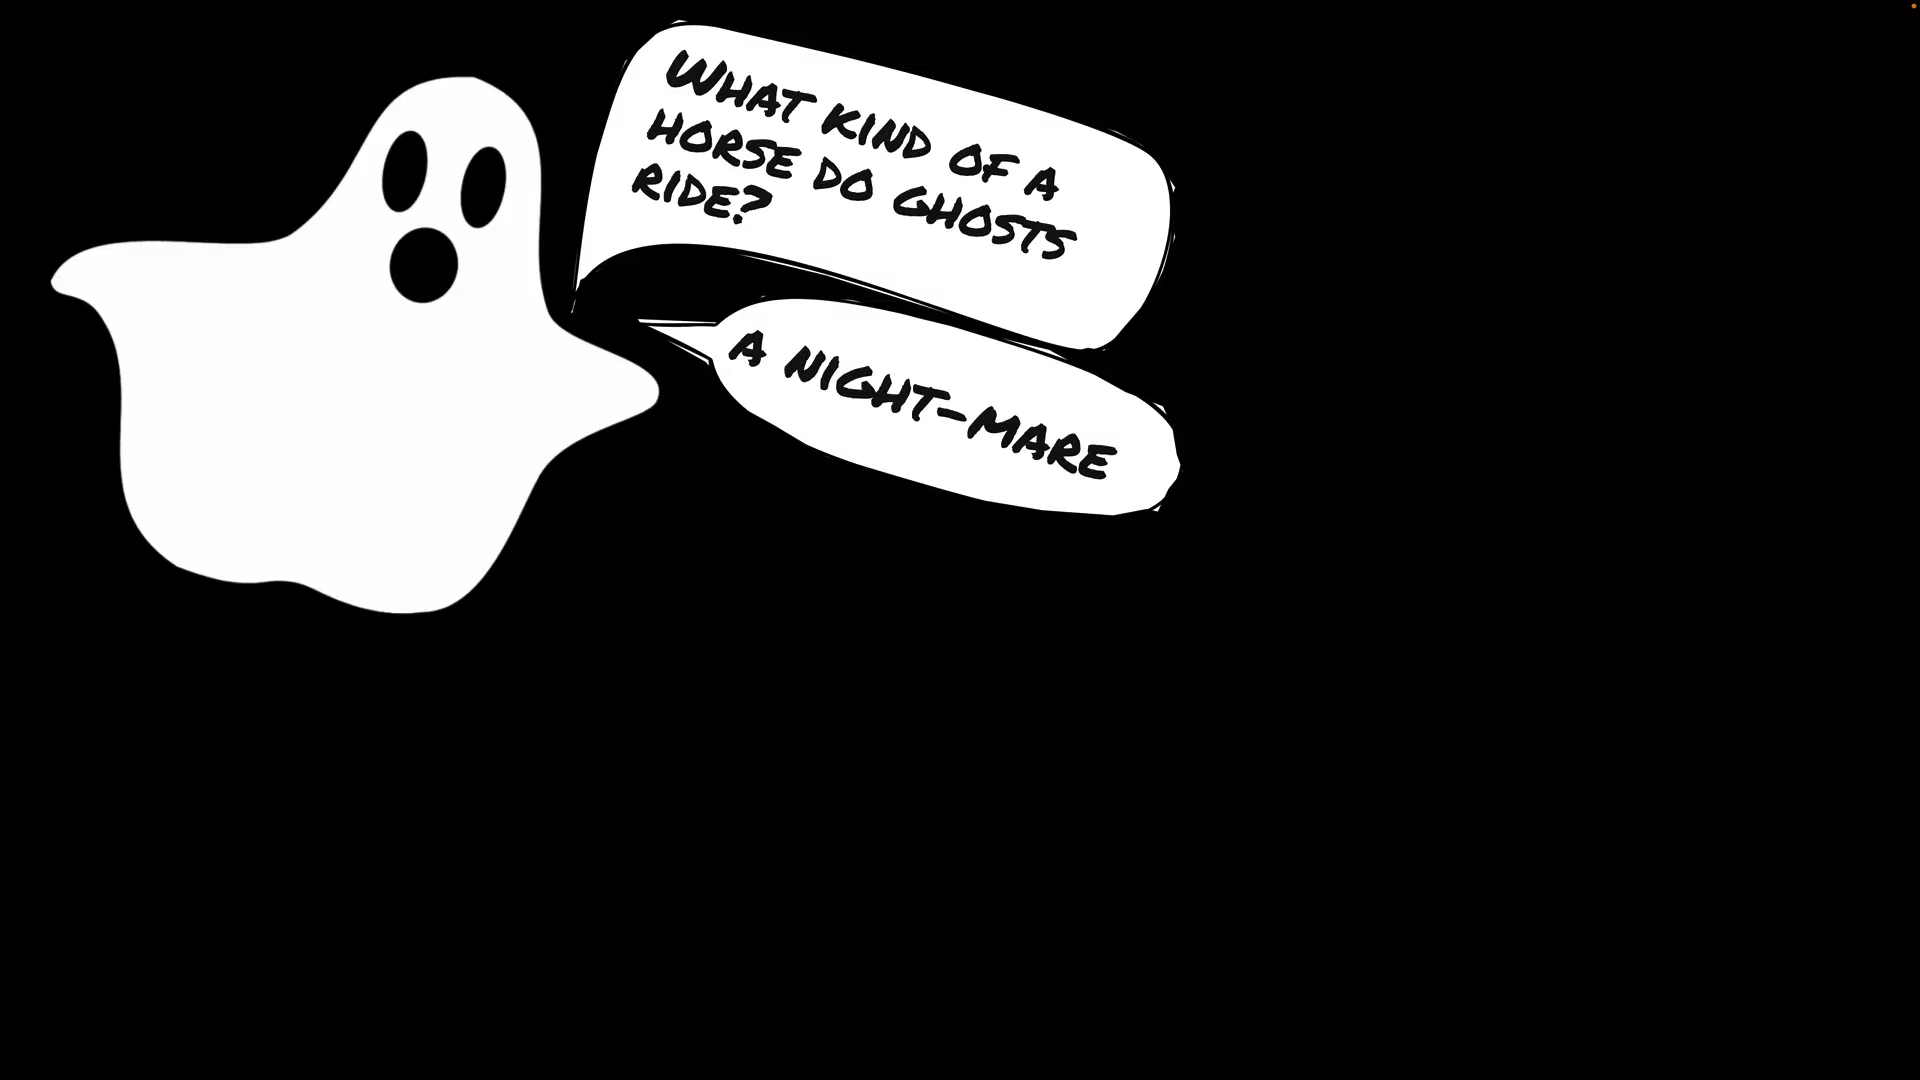 WHAT KIND OF A
HORSE DO GHOSTS
RIDE?
A NIGHT-MARE